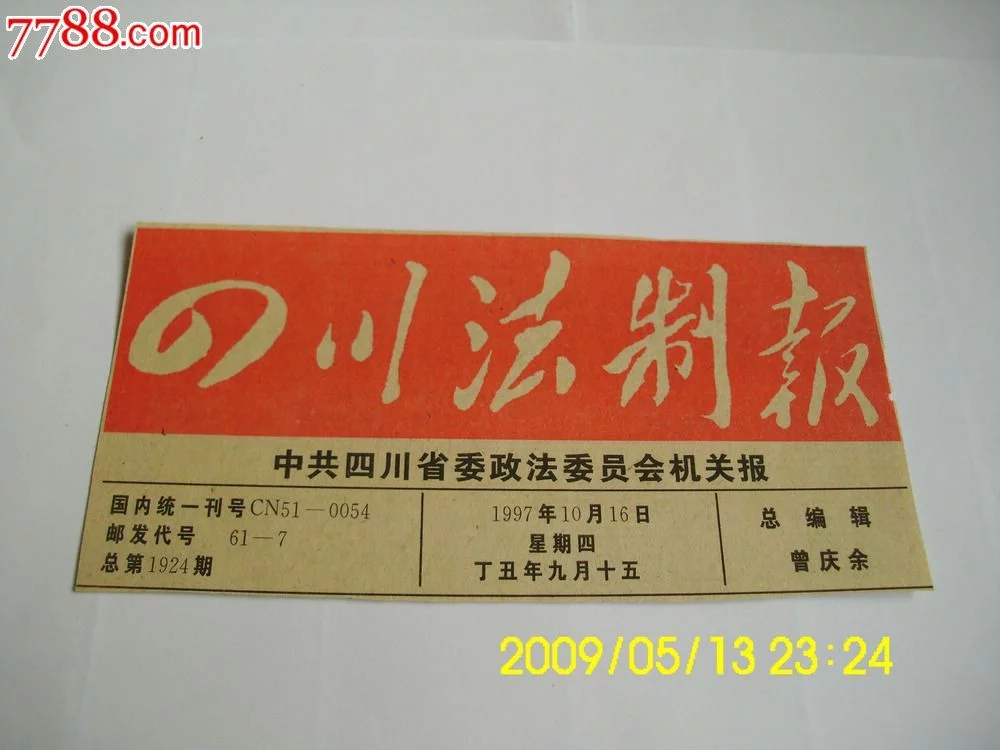 7788.com
四川法制报
中共四川省委政法委员会机关报
国内统一刊号CN51—0054
邮发代号 61—7
总第1924期
1997年10月16日
星期四
丁丑年九月十五
总编辑
曾庆余
2009/05/13 23:24